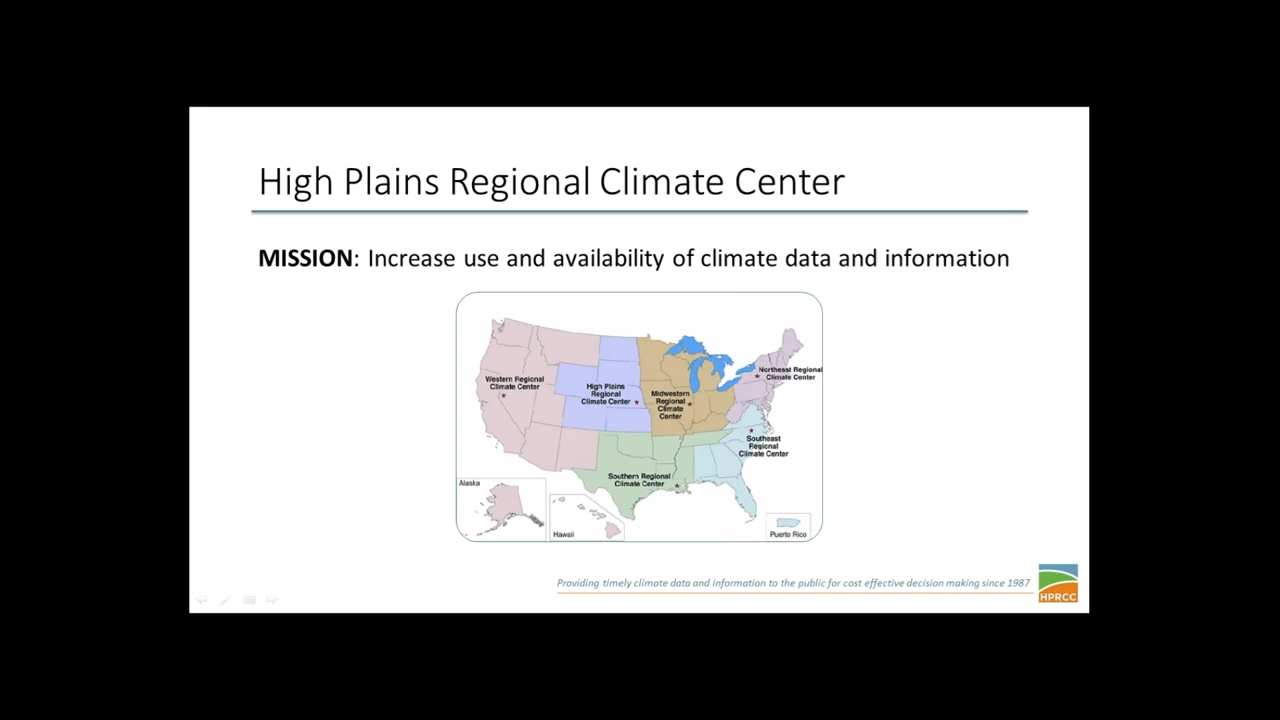 High Plains Regional Climate Center
MISSION: Increase use and availability of climate data and information
Western Regional
Climate Center
High Plains
Regional
Climate Center
Midwestern
Regional
Climate
Center
Northeast Regional
Climate Center
Southeast
Regional
Climate Center
Southern Regional
Climate Center
Alaska
Hawaii
Puerto Rico
Providing timely climate data and information to the public for cost effective decision making since 1987
HPRCC